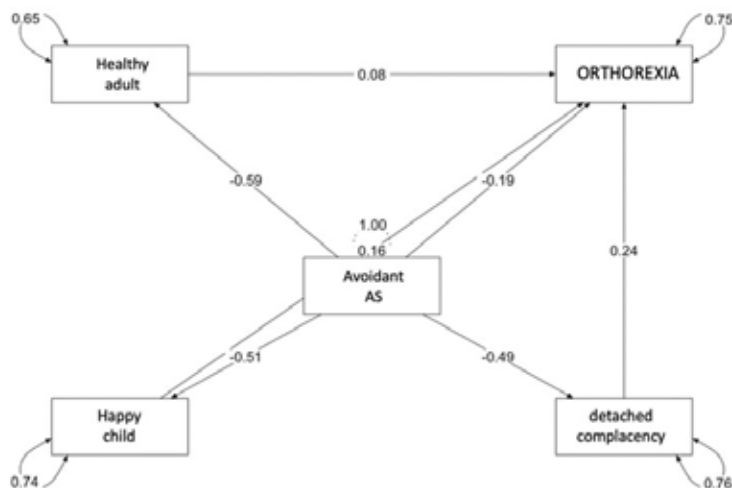 0.65
0.75
Healthy
adult
ORTHOREXIA
0.08
-0.59
-0.19
1.00
0.16
0.24
Avoidant
AS
-0.51
-0.49
Happy
child
detached
complacency
0.74
0.76